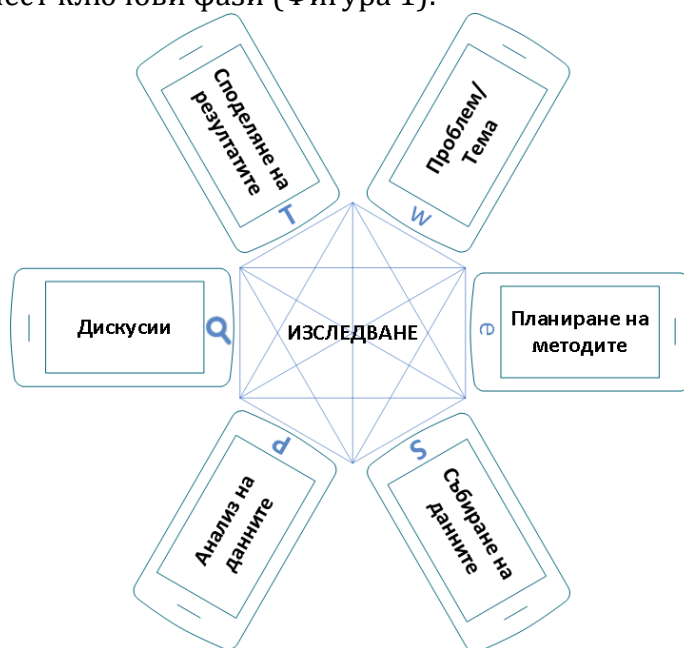 ест ключови фази (Фигура 1).
Споделяне на
резултатите
T
Проблем/
Тема
W
Дискусии
ИЗСЛЕДВАНЕ
e
Планиране на
методите
Анализ на
данните
P
S
Събиране на
данните